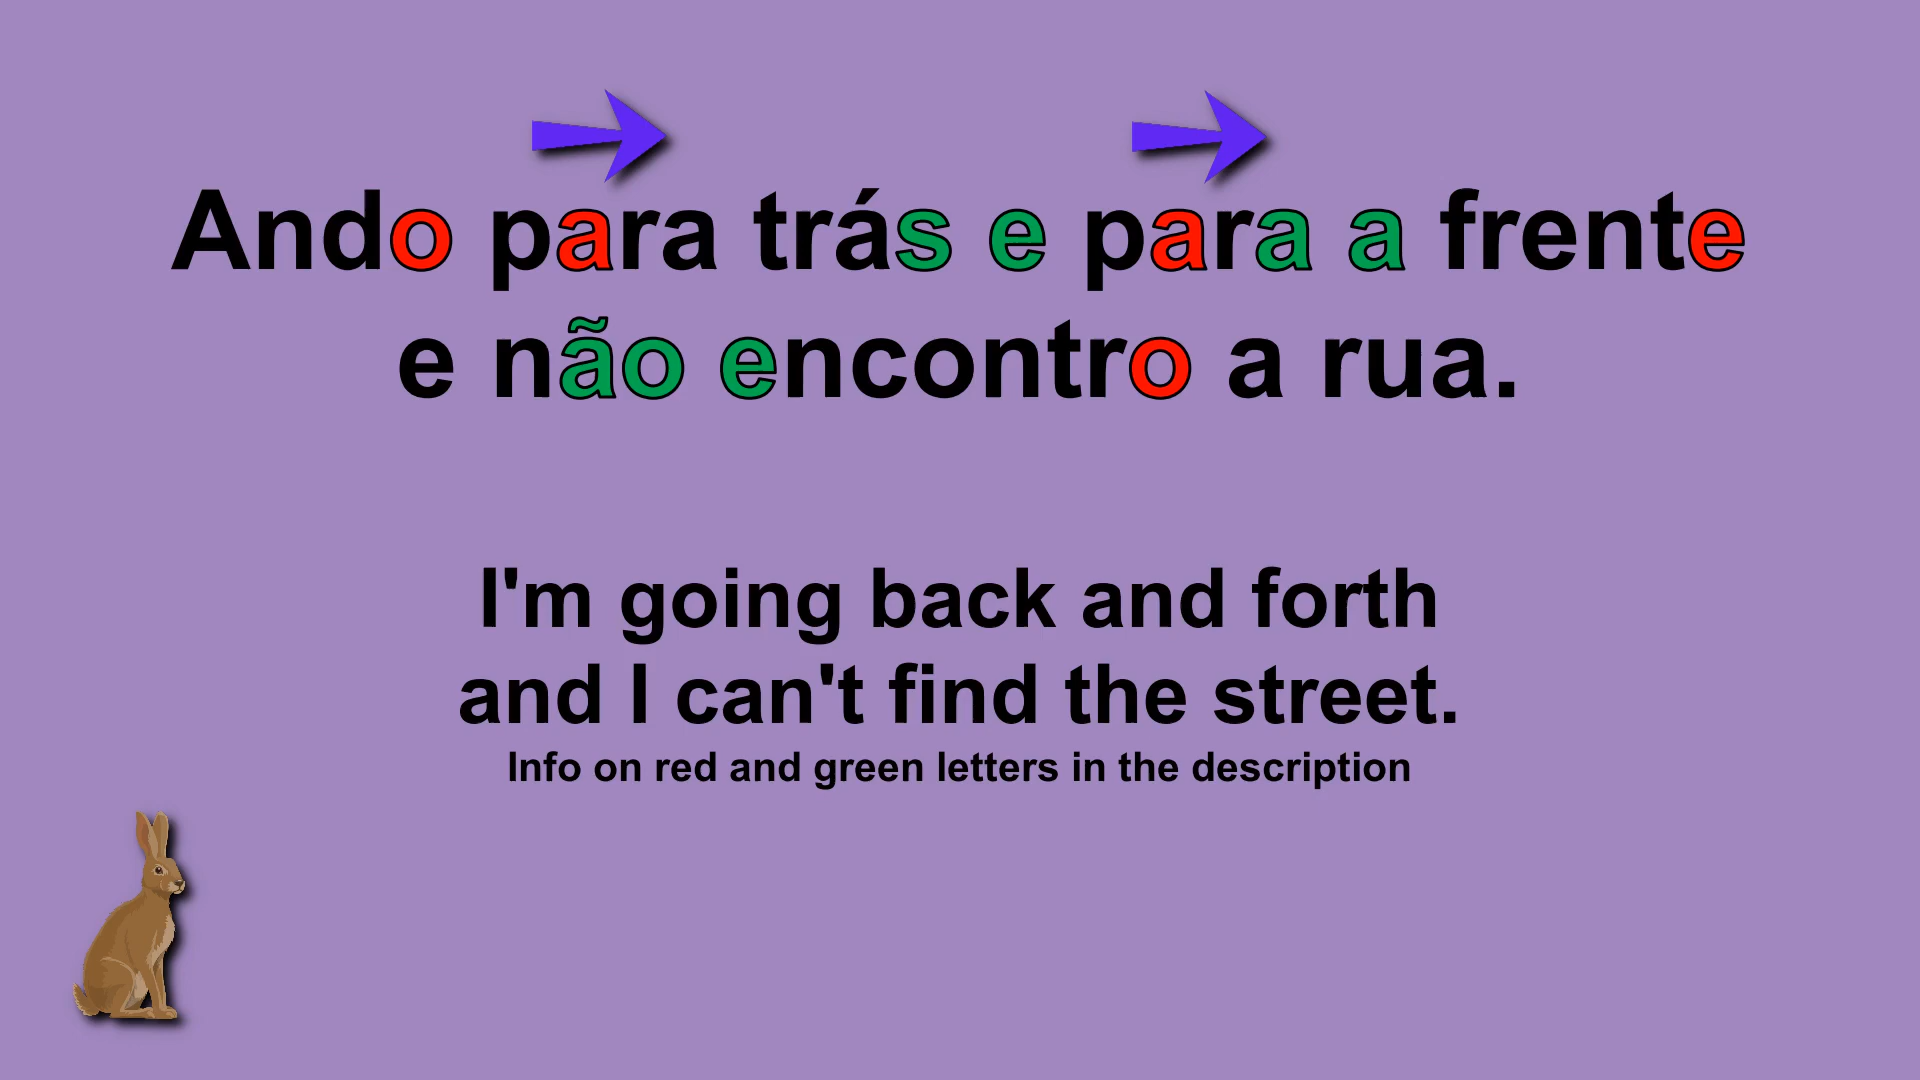 Ando para trás e para a frente
e não encontro a rua.
I'm going back and forth
and I can't find the street.
Info on red and green letters in the description